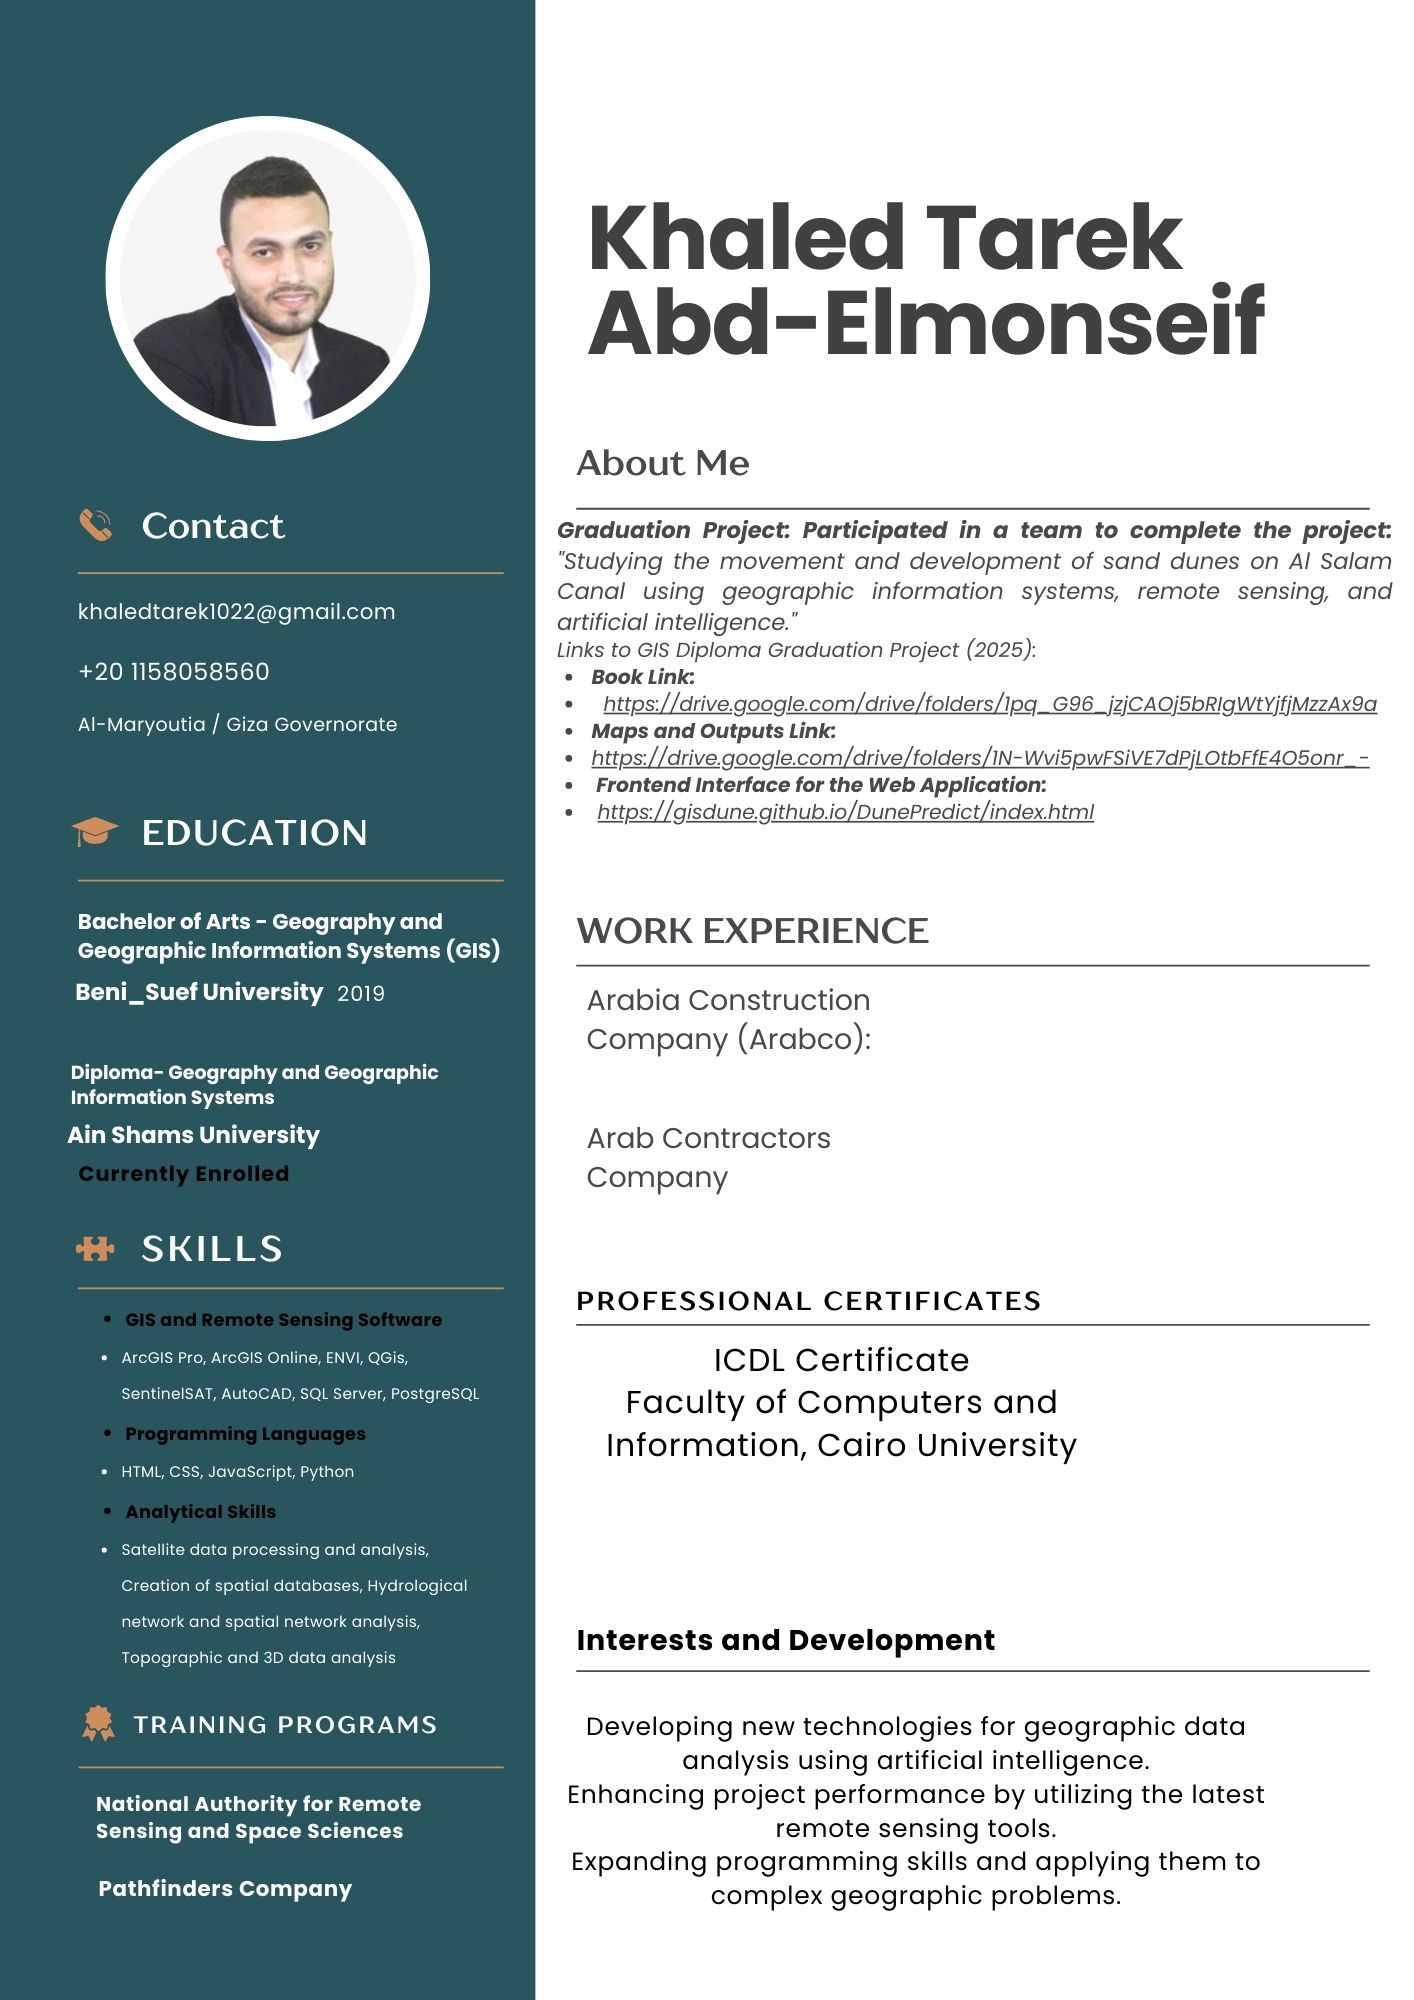 Khaled Tarek
Abd-Elmonseif
Contact
khaledtarek1022@gmail.com
+20 1158058560
Al-Maryoutia / Giza Governorate
EDUCATION
Bachelor of Arts - Geography and
Geographic Information Systems (GIS)
Beni_Suef University 2019
Diploma- Geography and Geographic
Information Systems
Ain Shams University
Currently Enrolled
SKILLS
• GIS and Remote Sensing Software
• ArcGIS Pro, ArcGIS Online, ENVI, QGis,
SentinelSAT, AutoCAD, SQL Server, PostgreSQL
• Programming Languages
• HTML, CSS, JavaScript, Python
• Analytical Skills
• Satellite data processing and analysis,
Creation of spatial databases, Hydrological
network and spatial network analysis,
Topographic and 3D data analysis
TRAINING PROGRAMS
National Authority for Remote
Sensing and Space Sciences
Pathfinders Company
About Me
Graduation Project: Participated in a team to complete the project:
"Studying the movement and development of sand dunes on Al Salam
Canal using geographic information systems, remote sensing, and
artificial intelligence."
Links to GIS Diploma Graduation Project (2025):
• Book Link:
• https://drive.google.com/drive/folders/1pq_G96_jzjCAOj5bRIgWtYjfjMzzAx9a
• Maps and Outputs Link:
• https://drive.google.com/drive/folders/1N-Wvi5pwFSiVE7dPjLOtbFfE4O5onr_-
• Frontend Interface for the Web Application:
• https://gisdune.github.io/DunePredict/index.html
WORK EXPERIENCE
Arabia Construction
Company (Arabco):
Arab Contractors
Company
PROFESSIONAL CERTIFICATES
ICDL Certificate
Faculty of Computers and
Information, Cairo University
Interests and Development
Developing new technologies for geographic data
analysis using artificial intelligence.
Enhancing project performance by utilizing the latest
remote sensing tools.
Expanding programming skills and applying them to
complex geographic problems.